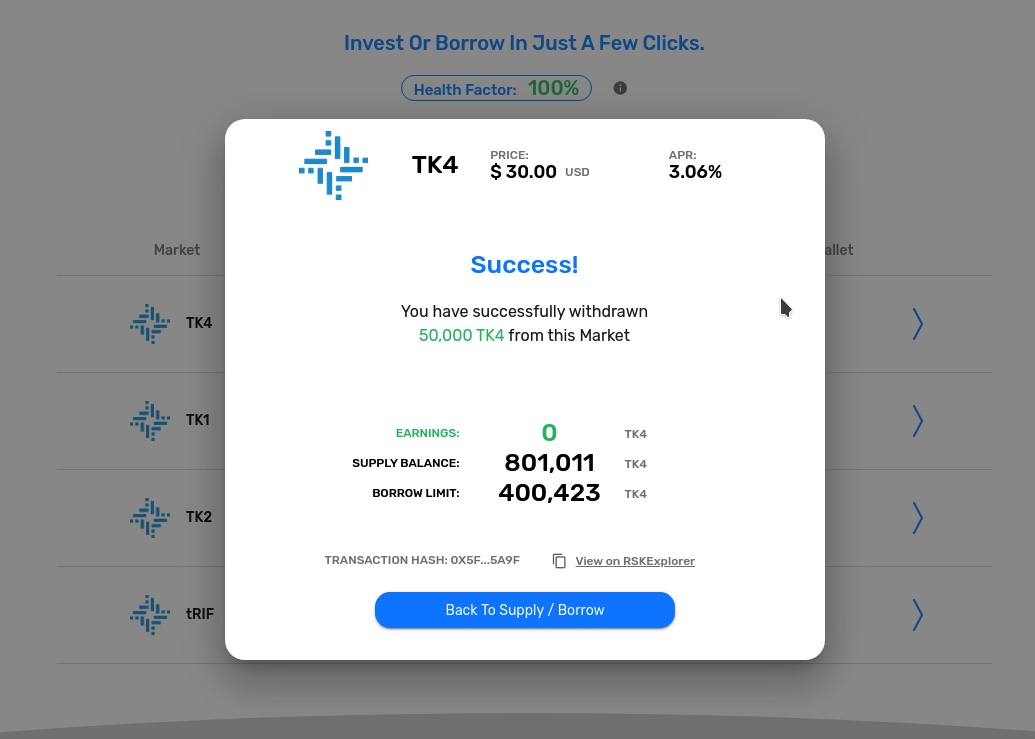 Invest Or Borrow In Just A Few Clicks.
Health Factor: 100%
TK4
PRICE:
$ 30.00 USD
APR:
3.06%
Market
allet
Success!
You have successfully withdrawn
50,000 TK4 from this Market
TK4
TK1
TK2
tRIF
EARNINGS: 0 TK4
SUPPLY BALANCE: 801,011 TK4
BORROW LIMIT: 400,423 TK4
TRANSACTION HASH: 0X5F...5A9F View on RSKExplorer
Back To Supply / Borrow